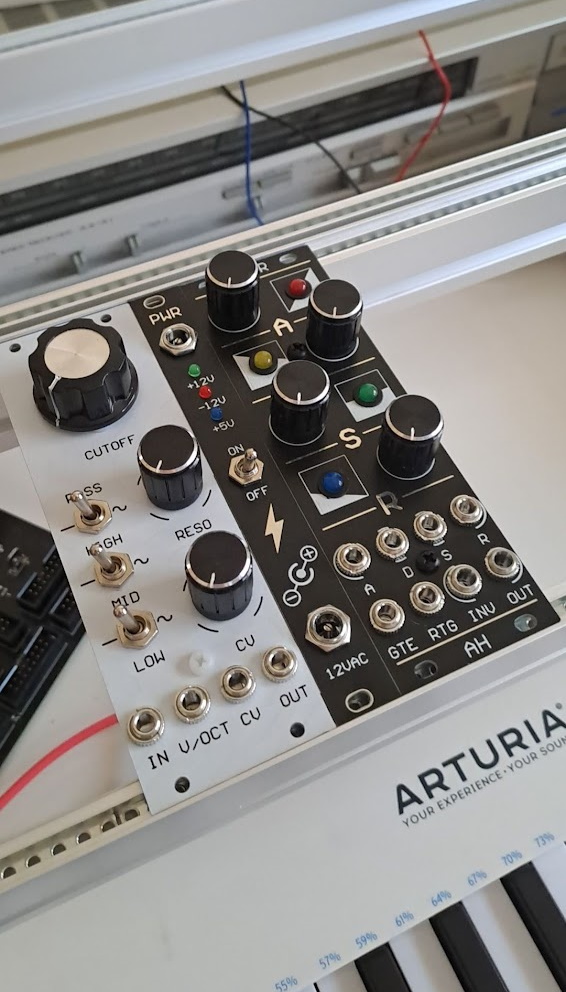 CUTOFF
PASS
HIGH
MID
LOW
RESO
CV
IN V/OCT CV OUT
PWR
+12V
-12V
+5V
ON
OFF
12VAC
R
A
S
R
A D S R
GTE RTG INV OUT
AH
ARTURIA
YOUR EXPERIENCE · YOUR SOUND
55% 57% 59% 61% 64% 67% 70% 73%